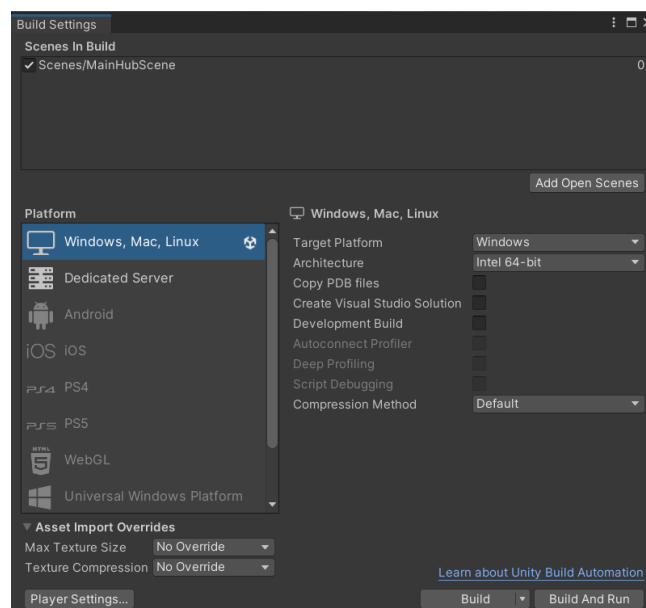 Build Settings
Scenes In Build
Scenes/MainHubScene 0
Add Open Scenes
Platform
Windows, Mac, Linux
Dedicated Server
Android
iOS iOS
PS4 PS4
PS5 PS5
HTML 5 WebGL
Universal Windows Platform
Windows, Mac, Linux
Target Platform Windows
Architecture Intel 64-bit
Copy PDB files
Create Visual Studio Solution
Development Build
Autoconnect Profiler
Deep Profiling
Script Debugging
Compression Method Default
Asset Import Overrides
Max Texture Size No Override
Texture Compression No Override
Learn about Unity Build Automation
Player Settings...
Build
Build And Run